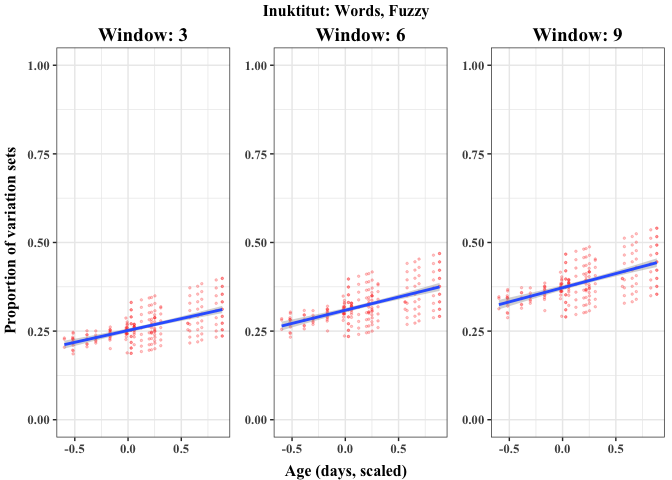 Inuktitut: Words, Fuzzy
Window: 3 Window: 6 Window: 9
Proportion of variation sets
1.00 1.00 1.00
0.75 0.75 0.75
0.50 0.50 0.50
0.25 0.25 0.25
0.00 0.00 0.00
-0.5 0.0 0.5 -0.5 0.0 0.5 -0.5 0.0 0.5
Age (days, scaled)